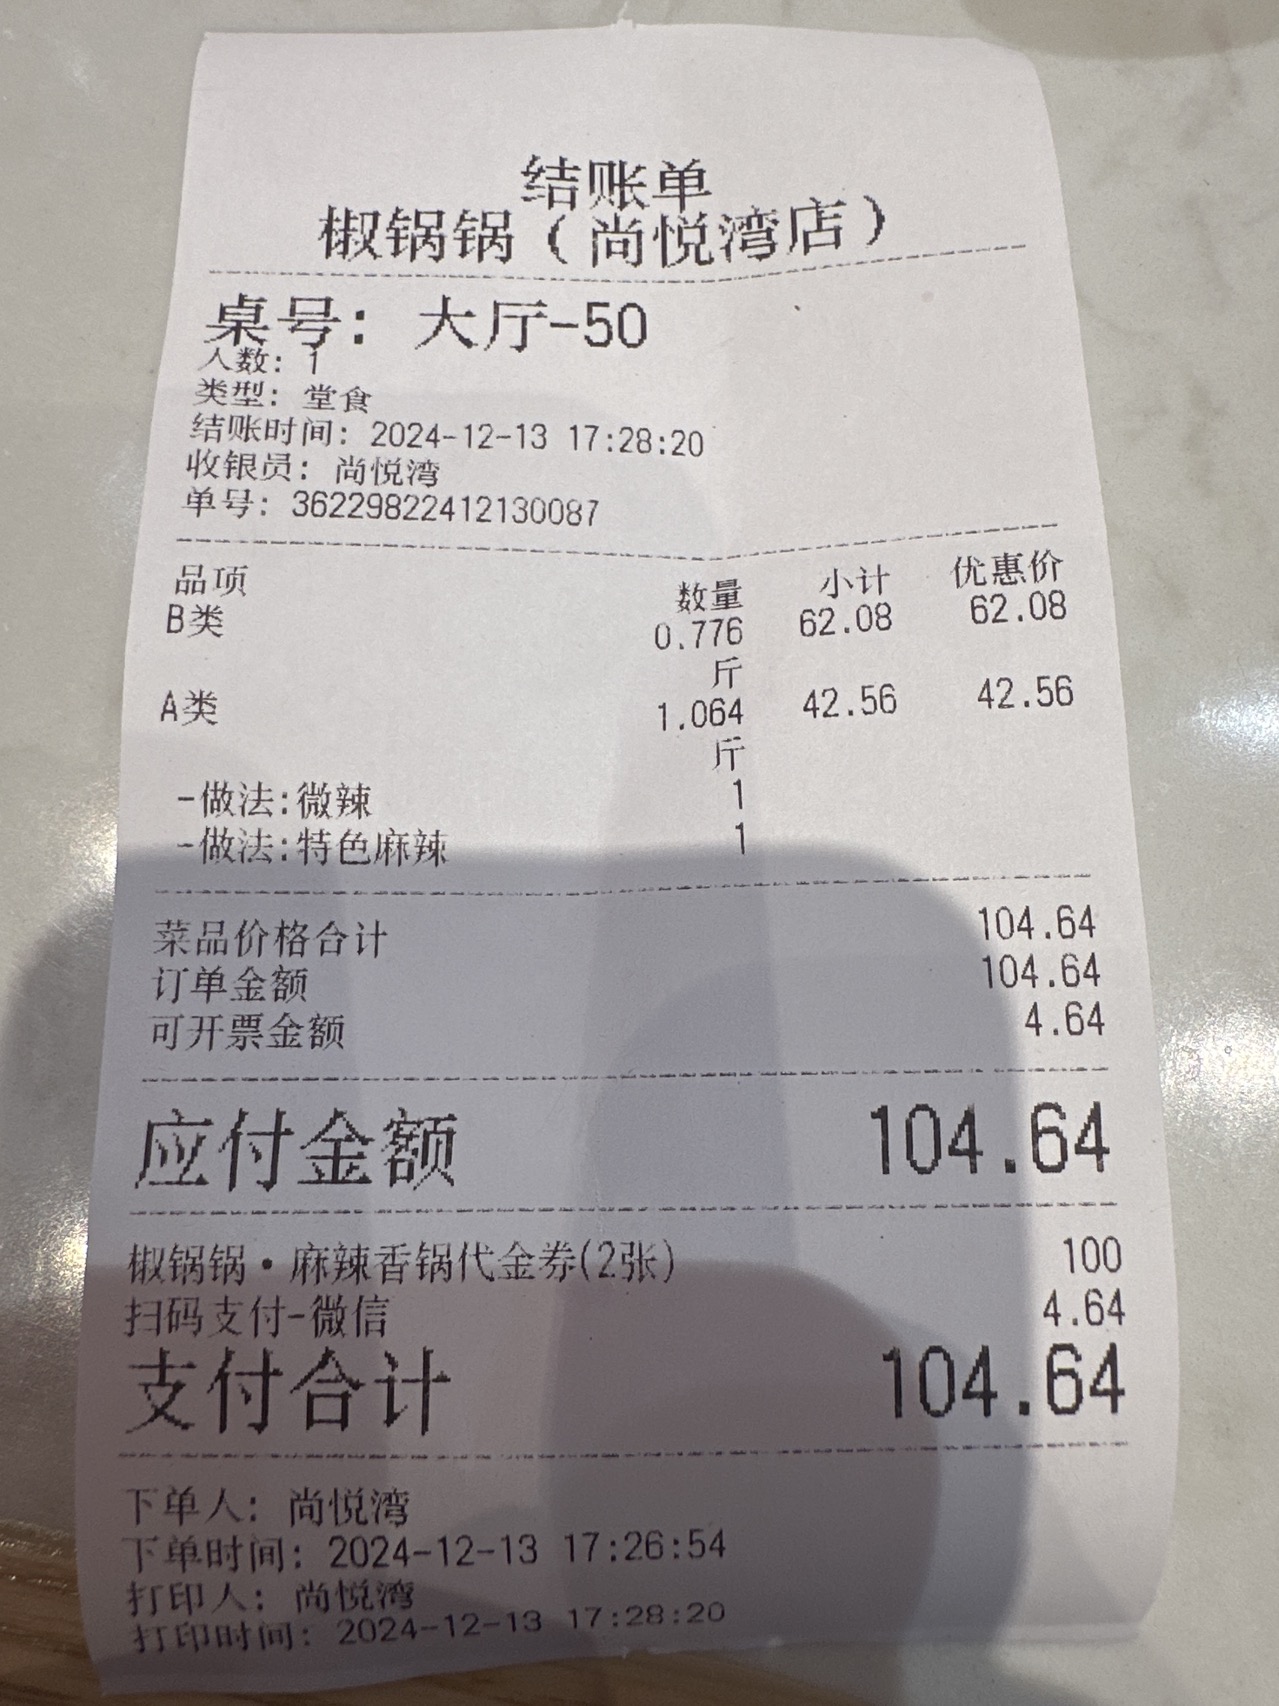 结账单
椒锅锅（尚悦湾店）
桌号: 大厅-50
人数: 1
类型: 堂食
结账时间: 2024-12-13 17:28:20
收银员: 尚悦湾
单号: 36229822412130087
品项 数量 小计 优惠价
B类 0.776 62.08 62.08
斤
A类 1.064 42.56 42.56
斤
-做法:微辣 1
-做法:特色麻辣 1
菜品价格合计 104.64
订单金额 104.64
可开票金额 4.64
应付金额 104.64
椒锅锅•麻辣香锅代金券(2张) 100
扫码支付-微信 4.64
支付合计 104.64
下单人: 尚悦湾
下单时间: 2024-12-13 17:26:54
打印人: 尚悦湾
打印时间: 2024-12-13 17:28:20